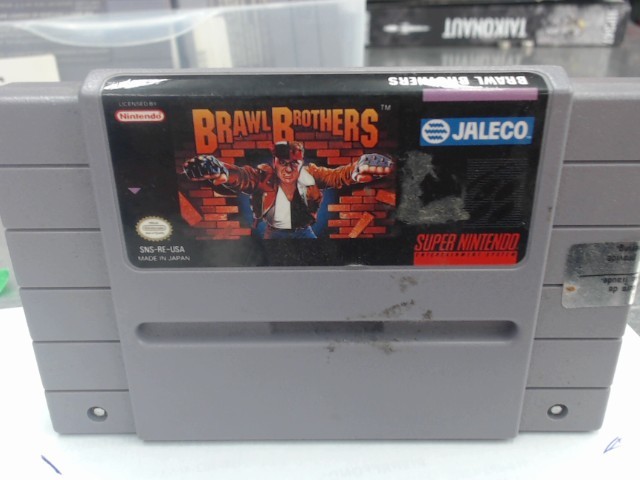 TAIKONAUT
BRAWL BROTHERS
LICENSED BY
Nintendo
BRAWL BROTHERS
TM
JALECO
SNS-RE-USA
MADE IN JAPAN
SUPER NINTENDO
ENTERTAINMENT SYSTEM